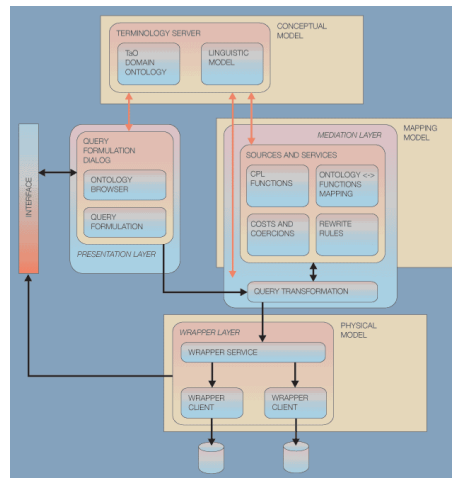 CONCEPTUAL
MODEL
TERMINOLOGY SERVER
TaO
DOMAIN
ONTOLOGY
LINGUISTIC
MODEL
MAPPING
MODEL
MEDIATION LAYER
QUERY
FORMULATION
DIALOG
ONTOLOGY
BROWSER
QUERY
FORMULATION
PRESENTATION LAYER
INTERFACE
SOURCES AND SERVICES
CPL
FUNCTIONS
ONTOLOGY <->
FUNCTIONS
MAPPING
COSTS AND
COERCIONS
REWRITE
RULES
QUERY TRANSFORMATION
PHYSICAL
MODEL
WRAPPER LAYER
WRAPPER SERVICE
WRAPPER
CLIENT
WRAPPER
CLIENT